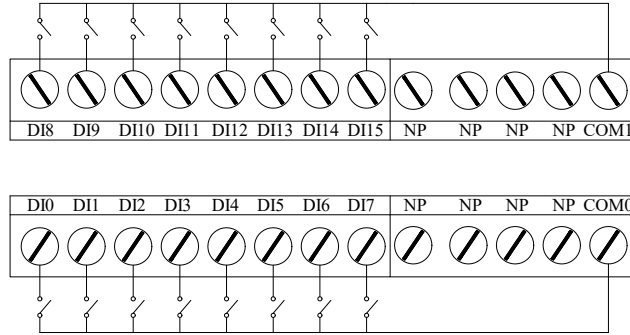 DI8 DI9 DI10 DI11 DI12 DI13 DI14 DI15 NP NP NP NP COM1
DI0 DI1 DI2 DI3 DI4 DI5 DI6 DI7 NP NP NP NP COM0